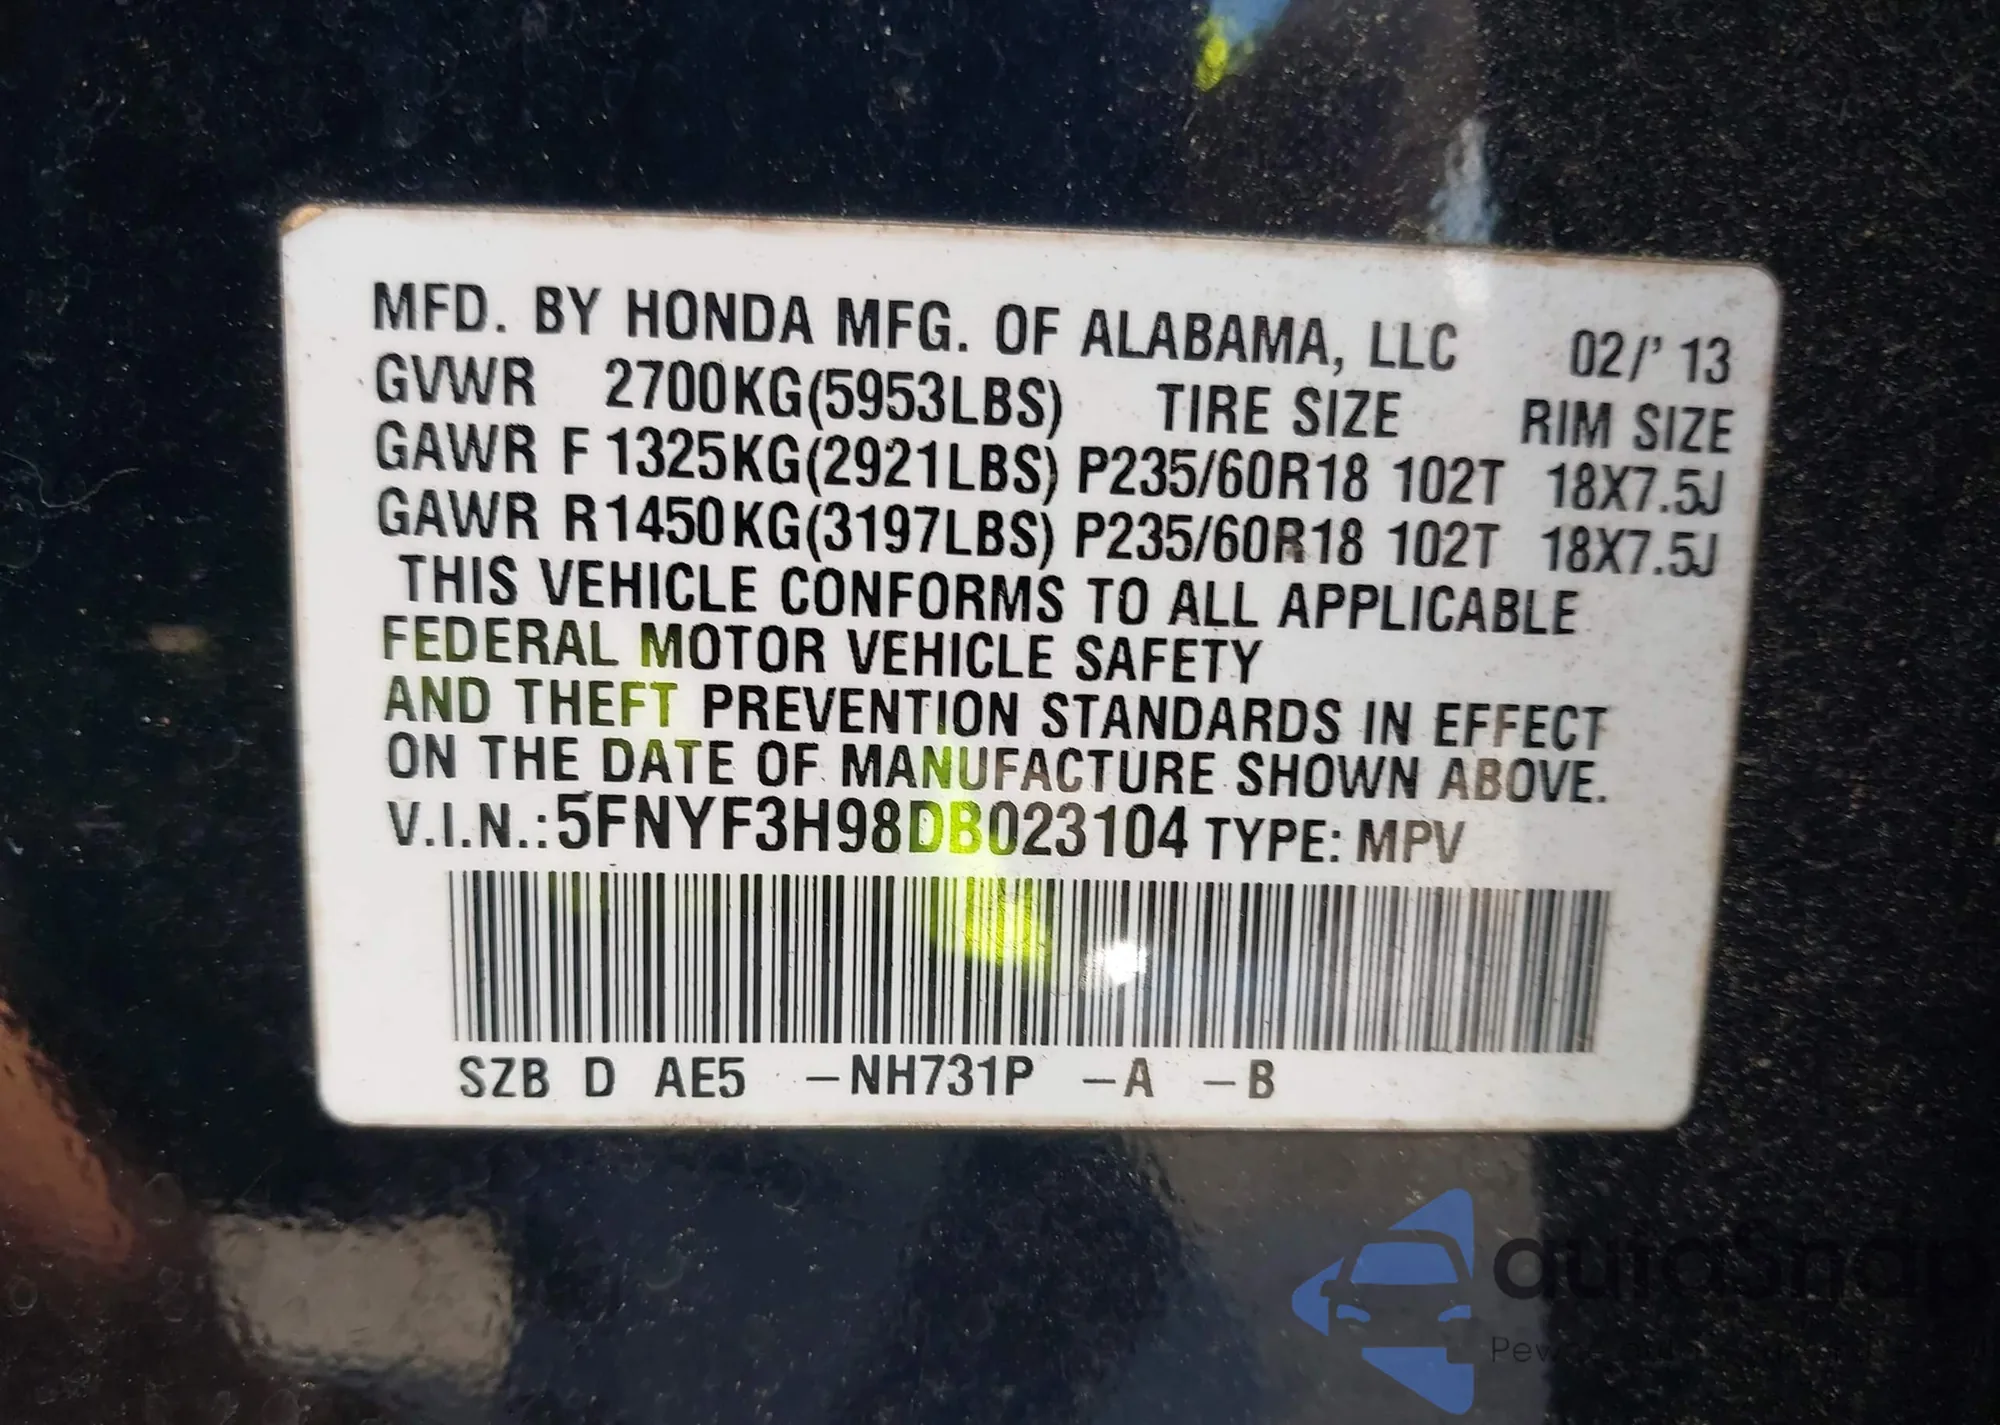 MFD. BY HONDA MFG. OF ALABAMA, LLC 02/' 13
GVWR 2700KG(5953LBS) TIRE SIZE RIM SIZE
GAWR F 1325KG(2921LBS) P235/60R18 102T 18X7.5J
GAWR R1450KG(3197LBS) P235/60R18 102T 18X7.5J
THIS VEHICLE CONFORMS TO ALL APPLICABLE
FEDERAL MOTOR VEHICLE SAFETY
AND THEFT PREVENTION STANDARDS IN EFFECT
ON THE DATE OF MANUFACTURE SHOWN ABOVE.
V.I.N.:5FNYF3H98DB023104 TYPE: MPV
SZB D AE5 -NH731P -A -B
autoSnap